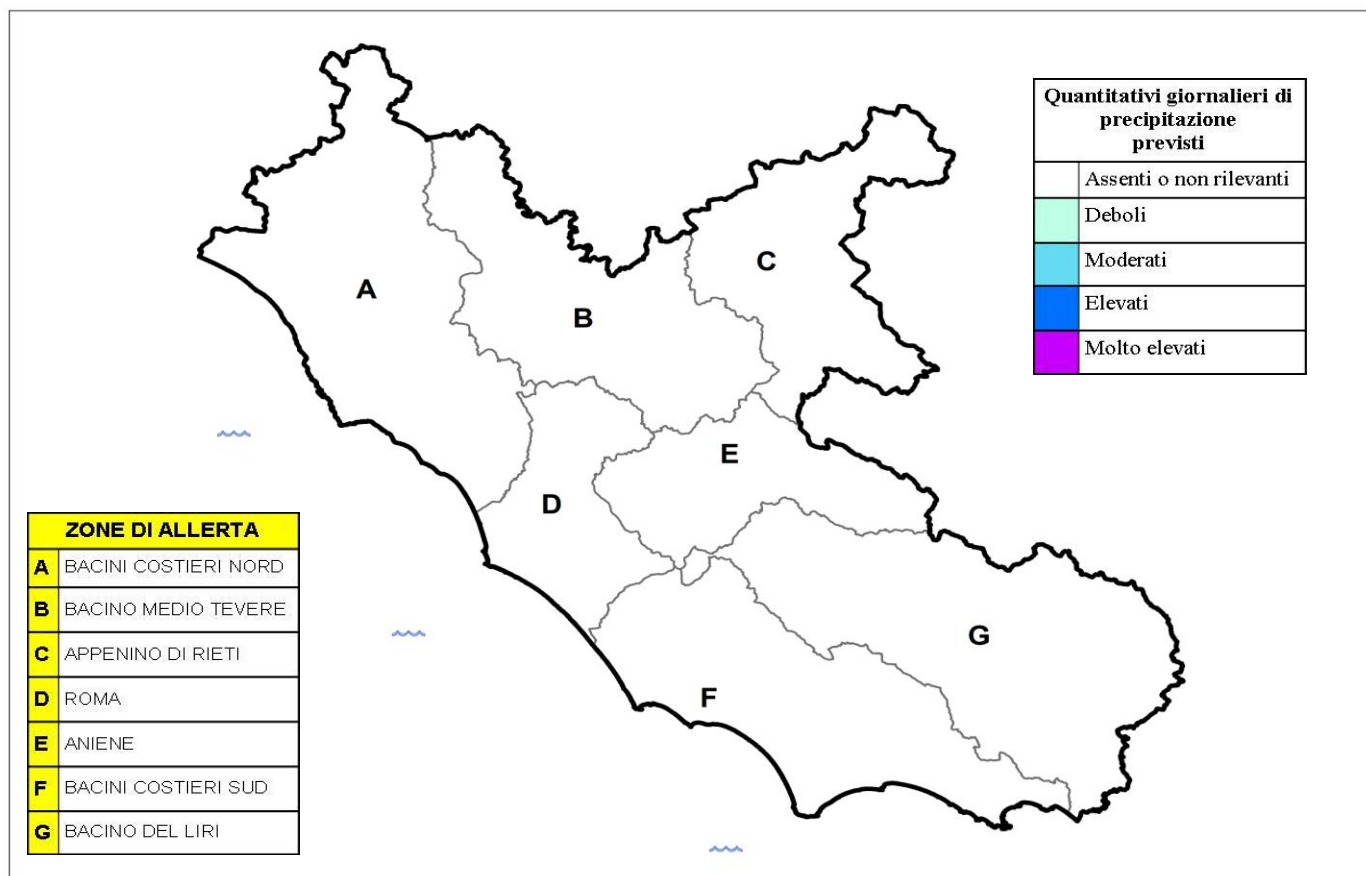 Quantitativi giornalieri di
precipitazione
previsti
Assenti o non rilevanti
Deboli
Moderati
Elevati
Molto elevati
A
B
C
D
E
F
G
ZONE DI ALLERTA
A BACINI COSTIERI NORD
B BACINO MEDIO TEVERE
C APPENINO DI RIETI
D ROMA
E ANIENE
F BACINI COSTIERI SUD
G BACINO DEL LIRI